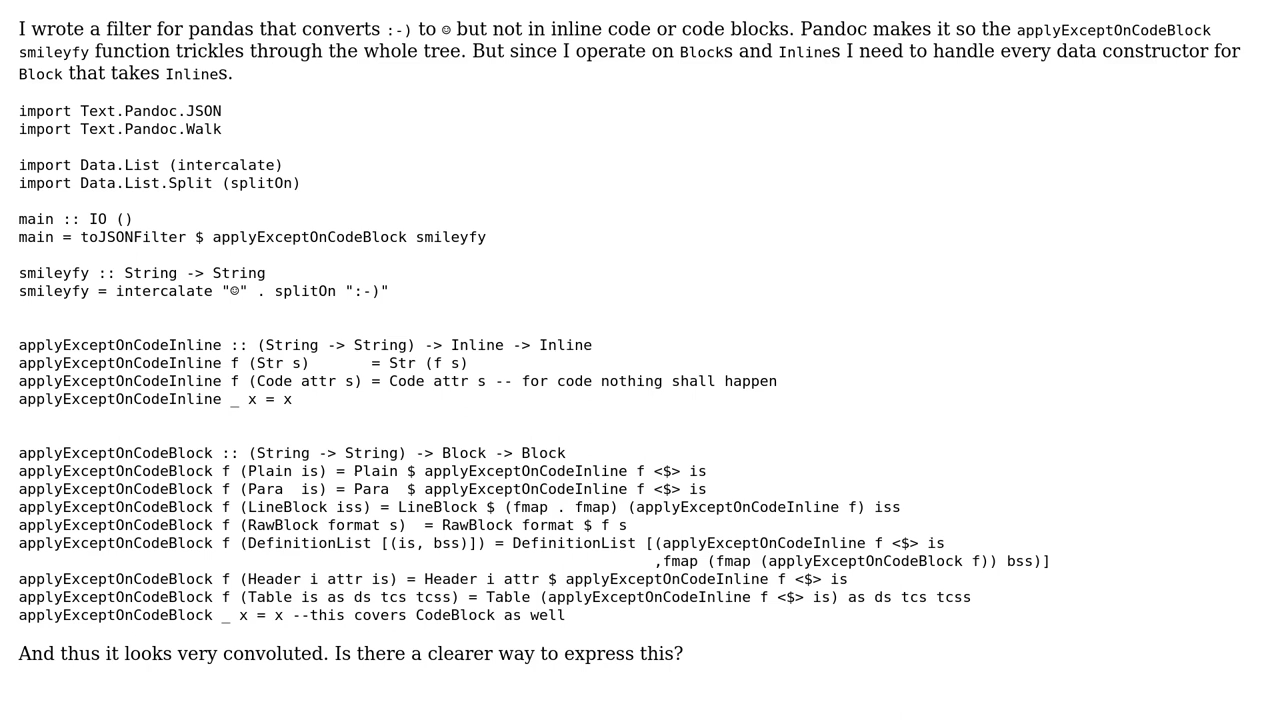 I wrote a filter for pandas that converts :-) to ☺ but not in inline code or code blocks. Pandoc makes it so the applyExceptOnCodeBlock
smileyfy function trickles through the whole tree. But since I operate on Blocks and Inlines I need to handle every data constructor for
Block that takes Inlines.
import Text.Pandoc.JSON
import Text.Pandoc.Walk
import Data.List (intercalate)
import Data.List.Split (splitOn)
main :: IO ()
main = toJSONFilter $ applyExceptOnCodeBlock smileyfy
smileyfy :: String -> String
smileyfy = intercalate "☺" . splitOn ":-)"
applyExceptOnCodeInline :: (String -> String) -> Inline -> Inline
applyExceptOnCodeInline f (Str s)       = Str (f s)
applyExceptOnCodeInline f (Code attr s) = Code attr s -- for code nothing shall happen
applyExceptOnCodeInline _ x = x
applyExceptOnCodeBlock :: (String -> String) -> Block -> Block
applyExceptOnCodeBlock f (Plain is) = Plain $ applyExceptOnCodeInline f <$> is
applyExceptOnCodeBlock f (Para  is) = Para  $ applyExceptOnCodeInline f <$> is
applyExceptOnCodeBlock f (LineBlock iss) = LineBlock $ (fmap . fmap) (applyExceptOnCodeInline f) iss
applyExceptOnCodeBlock f (RawBlock format s)  = RawBlock format $ f s
applyExceptOnCodeBlock f (DefinitionList [(is, bss)]) = DefinitionList [(applyExceptOnCodeInline f <$> is
,fmap (fmap (applyExceptOnCodeBlock f)) bss)]
applyExceptOnCodeBlock f (Header i attr is) = Header i attr $ applyExceptOnCodeInline f <$> is
applyExceptOnCodeBlock f (Table is as ds tcs tcss) = Table (applyExceptOnCodeInline f <$> is) as ds tcs tcss
applyExceptOnCodeBlock _ x = x --this covers CodeBlock as well
And thus it looks very convoluted. Is there a clearer way to express this?